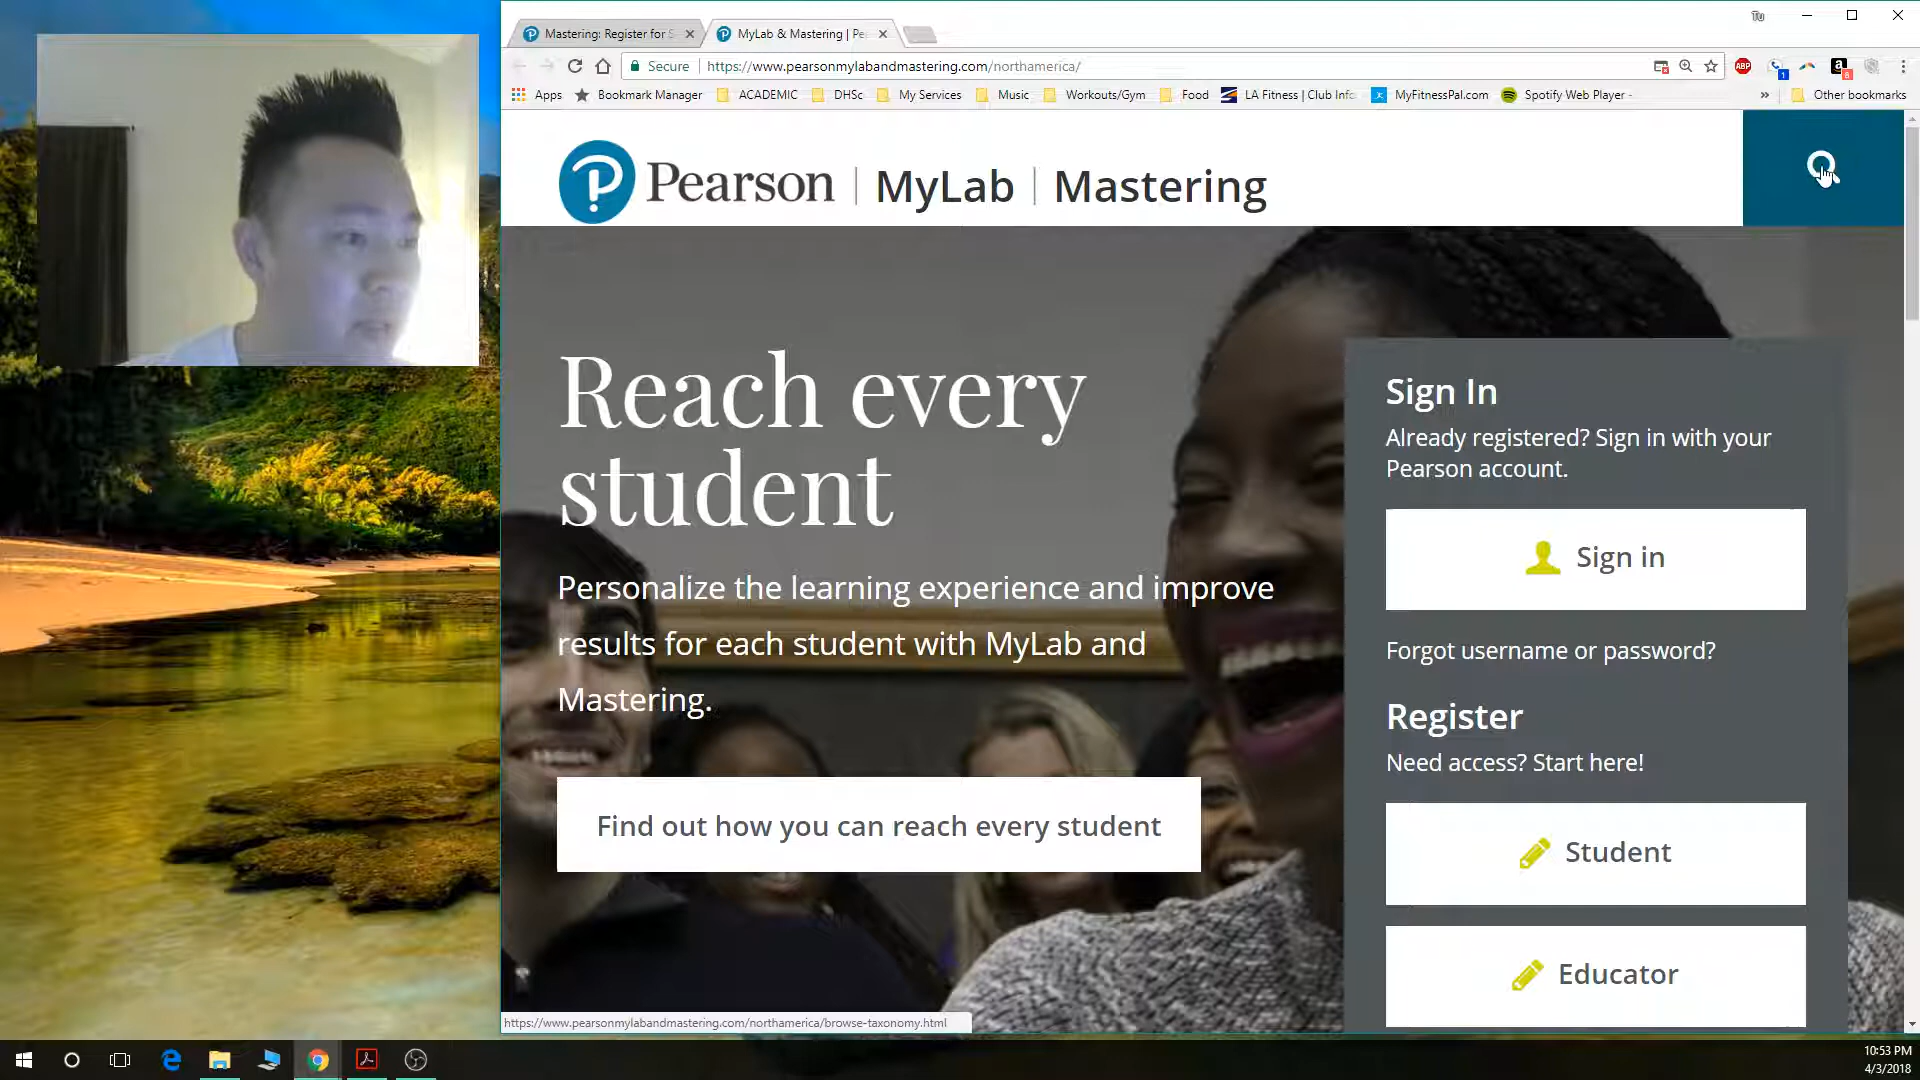 Tu
Mastering: Register for S
MyLab & Mastering | Pe
Secure
https://www.pearsonmylabandmastering.com/northamerica/
ABP
1
a
8
Apps
Bookmark Manager
ACADEMIC
DHSc
My Services
Music
Workouts/Gym
Food
LA Fitness | Club Info
MyFitnessPal.com
Spotify Web Player -
»
Other bookmarks
Pearson | MyLab | Mastering
Reach every
student
Personalize the learning experience and improve
results for each student with MyLab and
Mastering.
Find out how you can reach every student
Sign In
Already registered? Sign in with your
Pearson account.
Sign in
Forgot username or password?
Register
Need access? Start here!
Student
Educator
https://www.pearsonmylabandmastering.com/northamerica/browse-taxonomy.html
10:53 PM
4/3/2018